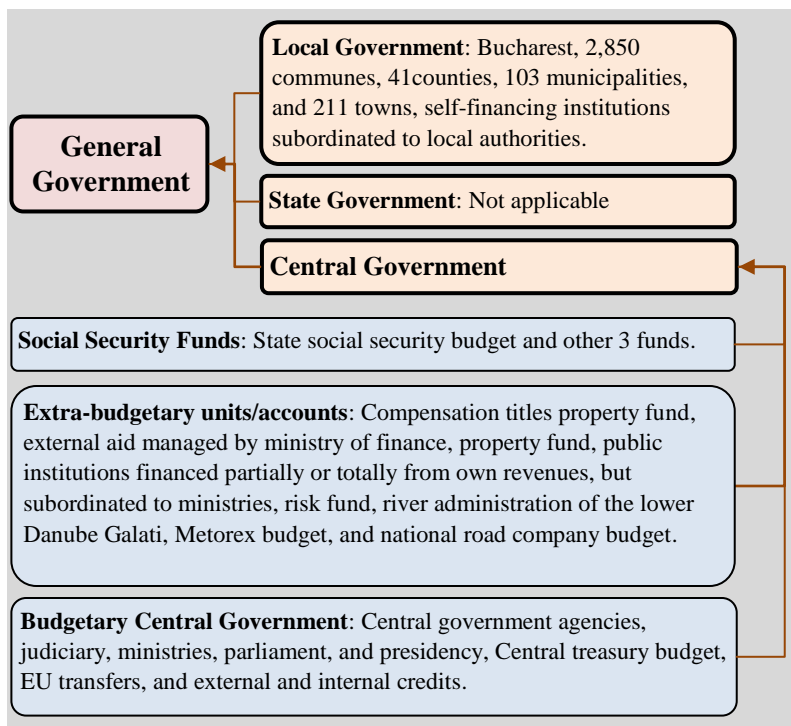 Local Government: Bucharest, 2,850
communes, 41counties, 103 municipalities,
and 211 towns, self-financing institutions
subordinated to local authorities.
General
Government
State Government: Not applicable
Central Government
Social Security Funds: State social security budget and other 3 funds.
Extra-budgetary units/accounts: Compensation titles property fund,
external aid managed by ministry of finance, property fund, public
institutions financed partially or totally from own revenues, but
subordinated to ministries, risk fund, river administration of the lower
Danube Galati, Metorex budget, and national road company budget.
Budgetary Central Government: Central government agencies,
judiciary, ministries, parliament, and presidency, Central treasury budget,
EU transfers, and external and internal credits.